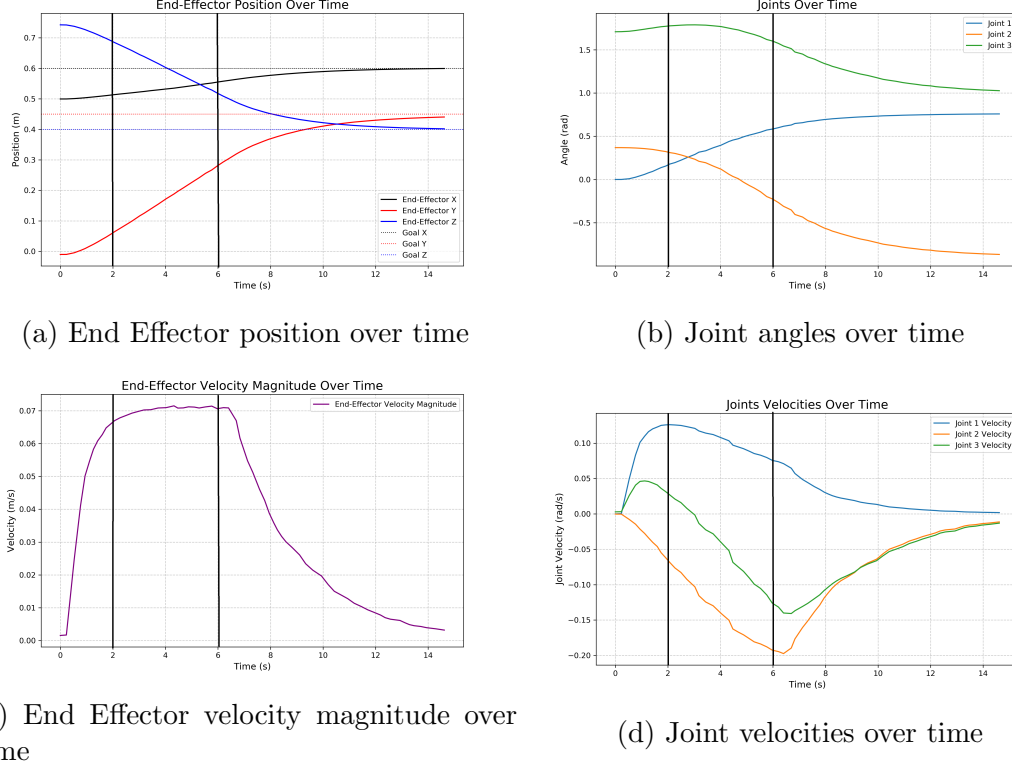 End-Effector Position Over Time
Position (m)
0.7
0.6
0.5
0.4
0.3
0.2
0.1
0.0
End-Effector X
End-Effector Y
End-Effector Z
Goal X
Goal Y
Goal Z
0 2 4 6 8 10 12 14
Time (s)
(a) End Effector position over time
Joints Over Time
Angle (rad)
1.5
1.0
0.5
0.0
−0.5
Joint 1
Joint 2
Joint 3
0 2 4 6 8 10 12 14
Time (s)
(b) Joint angles over time
End-Effector Velocity Magnitude Over Time
Velocity (m/s)
0.07
0.06
0.05
0.04
0.03
0.02
0.01
0.00
End-Effector Velocity Magnitude
0 2 4 6 8 10 12 14
Time (s)
) End Effector velocity magnitude over
me
Joints Velocities Over Time
Joint Velocity (rad/s)
0.10
0.05
0.00
−0.05
−0.10
−0.15
−0.20
Joint 1 Velocity
Joint 2 Velocity
Joint 3 Velocity
0 2 4 6 8 10 12 14
Time (s)
(d) Joint velocities over time